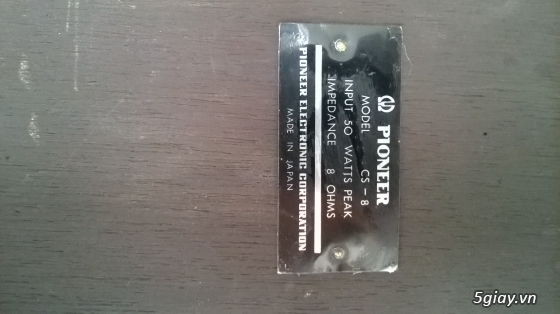 PIONEER
MODEL CS-8
INPUT 50 WATTS PEAK
IMPEDANCE 8 OHMS
PIONEER ELECTRONIC CORPORATION
MADE IN JAPAN
5giay.vn